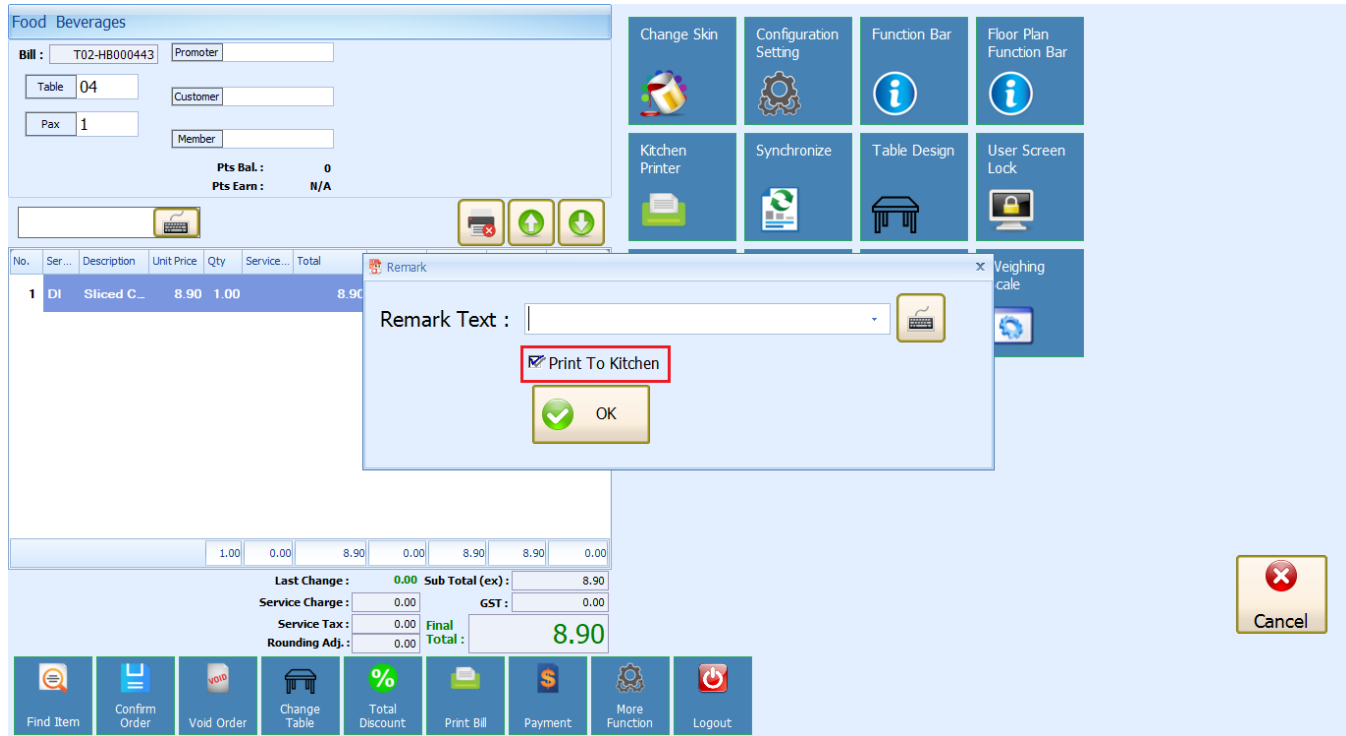 Food Beverages
Bill : T02-HB000443 Promoter
Table 04
Customer
Pax 1
Member
Pts Bal. : 0
Pts Earn : N/A
No. Ser... Description Unit Price Qty Service... Total
1 DI Sliced C... 8.90 1.00 8.90
1.00 0.00 8.90 0.00 8.90 8.90 0.00
Last Change : 0.00 Sub Total (ex) : 8.90
Service Charge : 0.00 GST : 0.00
Service Tax : 0.00 Final Total : 8.90
Rounding Adj. : 0.00
Find Item
Confirm Order
VOID
Void Order
Change Table
%
Total Discount
Print Bill
$
Payment
More Function
Logout
Change Skin
Configuration Setting
Function Bar
Floor Plan Function Bar
Kitchen Printer
Synchronize
Table Design
User Screen Lock
Remark x
Remark Text :
Print To Kitchen
OK
Cancel